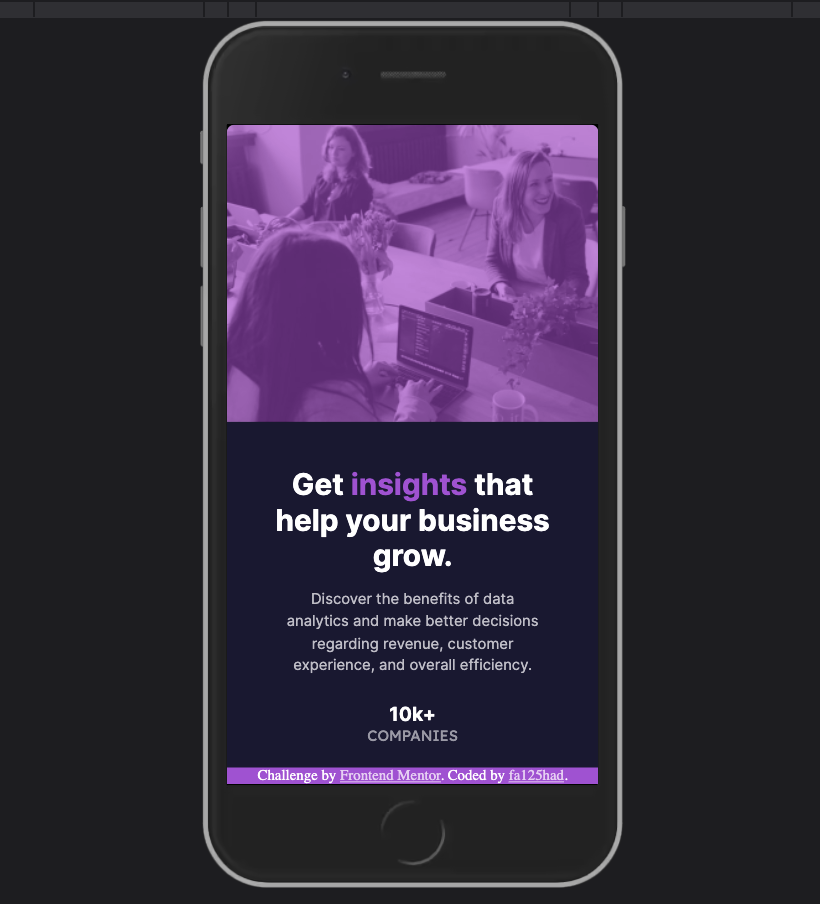 Get insights that
help your business
grow.
Discover the benefits of data
analytics and make better decisions
regarding revenue, customer
experience, and overall efficiency.
10k+
COMPANIES
Challenge by Frontend Mentor. Coded by fa125had.